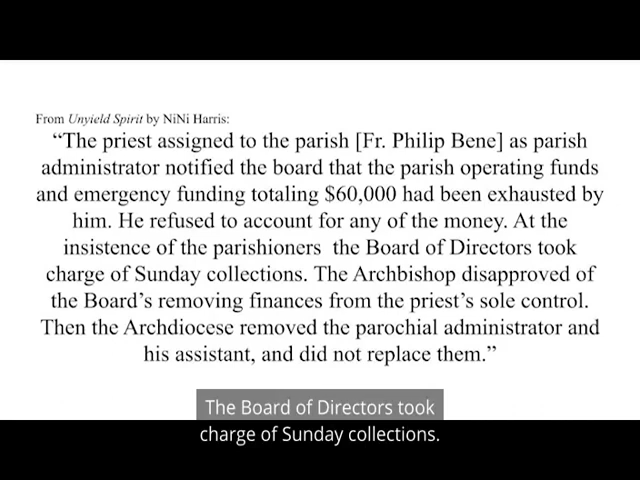 From Unyield Spirit by NiNi Harris:
“The priest assigned to the parish [Fr. Philip Bene] as parish
administrator notified the board that the parish operating funds
and emergency funding totaling $60,000 had been exhausted by
him. He refused to account for any of the money. At the
insistence of the parishioners the Board of Directors took
charge of Sunday collections. The Archbishop disapproved of
the Board’s removing finances from the priest’s sole control.
Then the Archdiocese removed the parochial administrator and
his assistant, and did not replace them.”
The Board of Directors took
charge of Sunday collections.